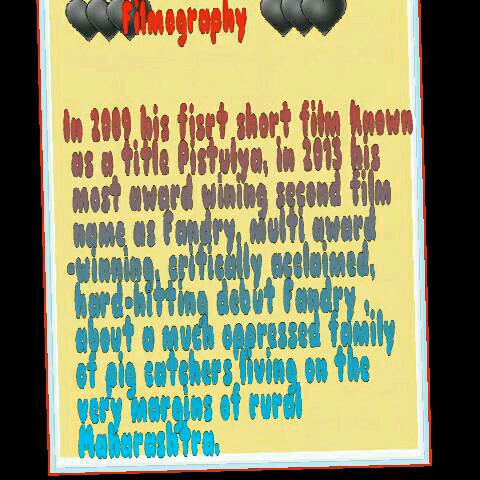 Filmography
In 2009 his fisrt short film Known
as a title Pistulya, in 2013 his
most award wining second film
name as Fandry, Multi award
-winning, critically acclaimed,
hard-hitting debut Fandry ,
about a much oppressed family
of pig catchers living on the
very margins of rural
Maharashtra.